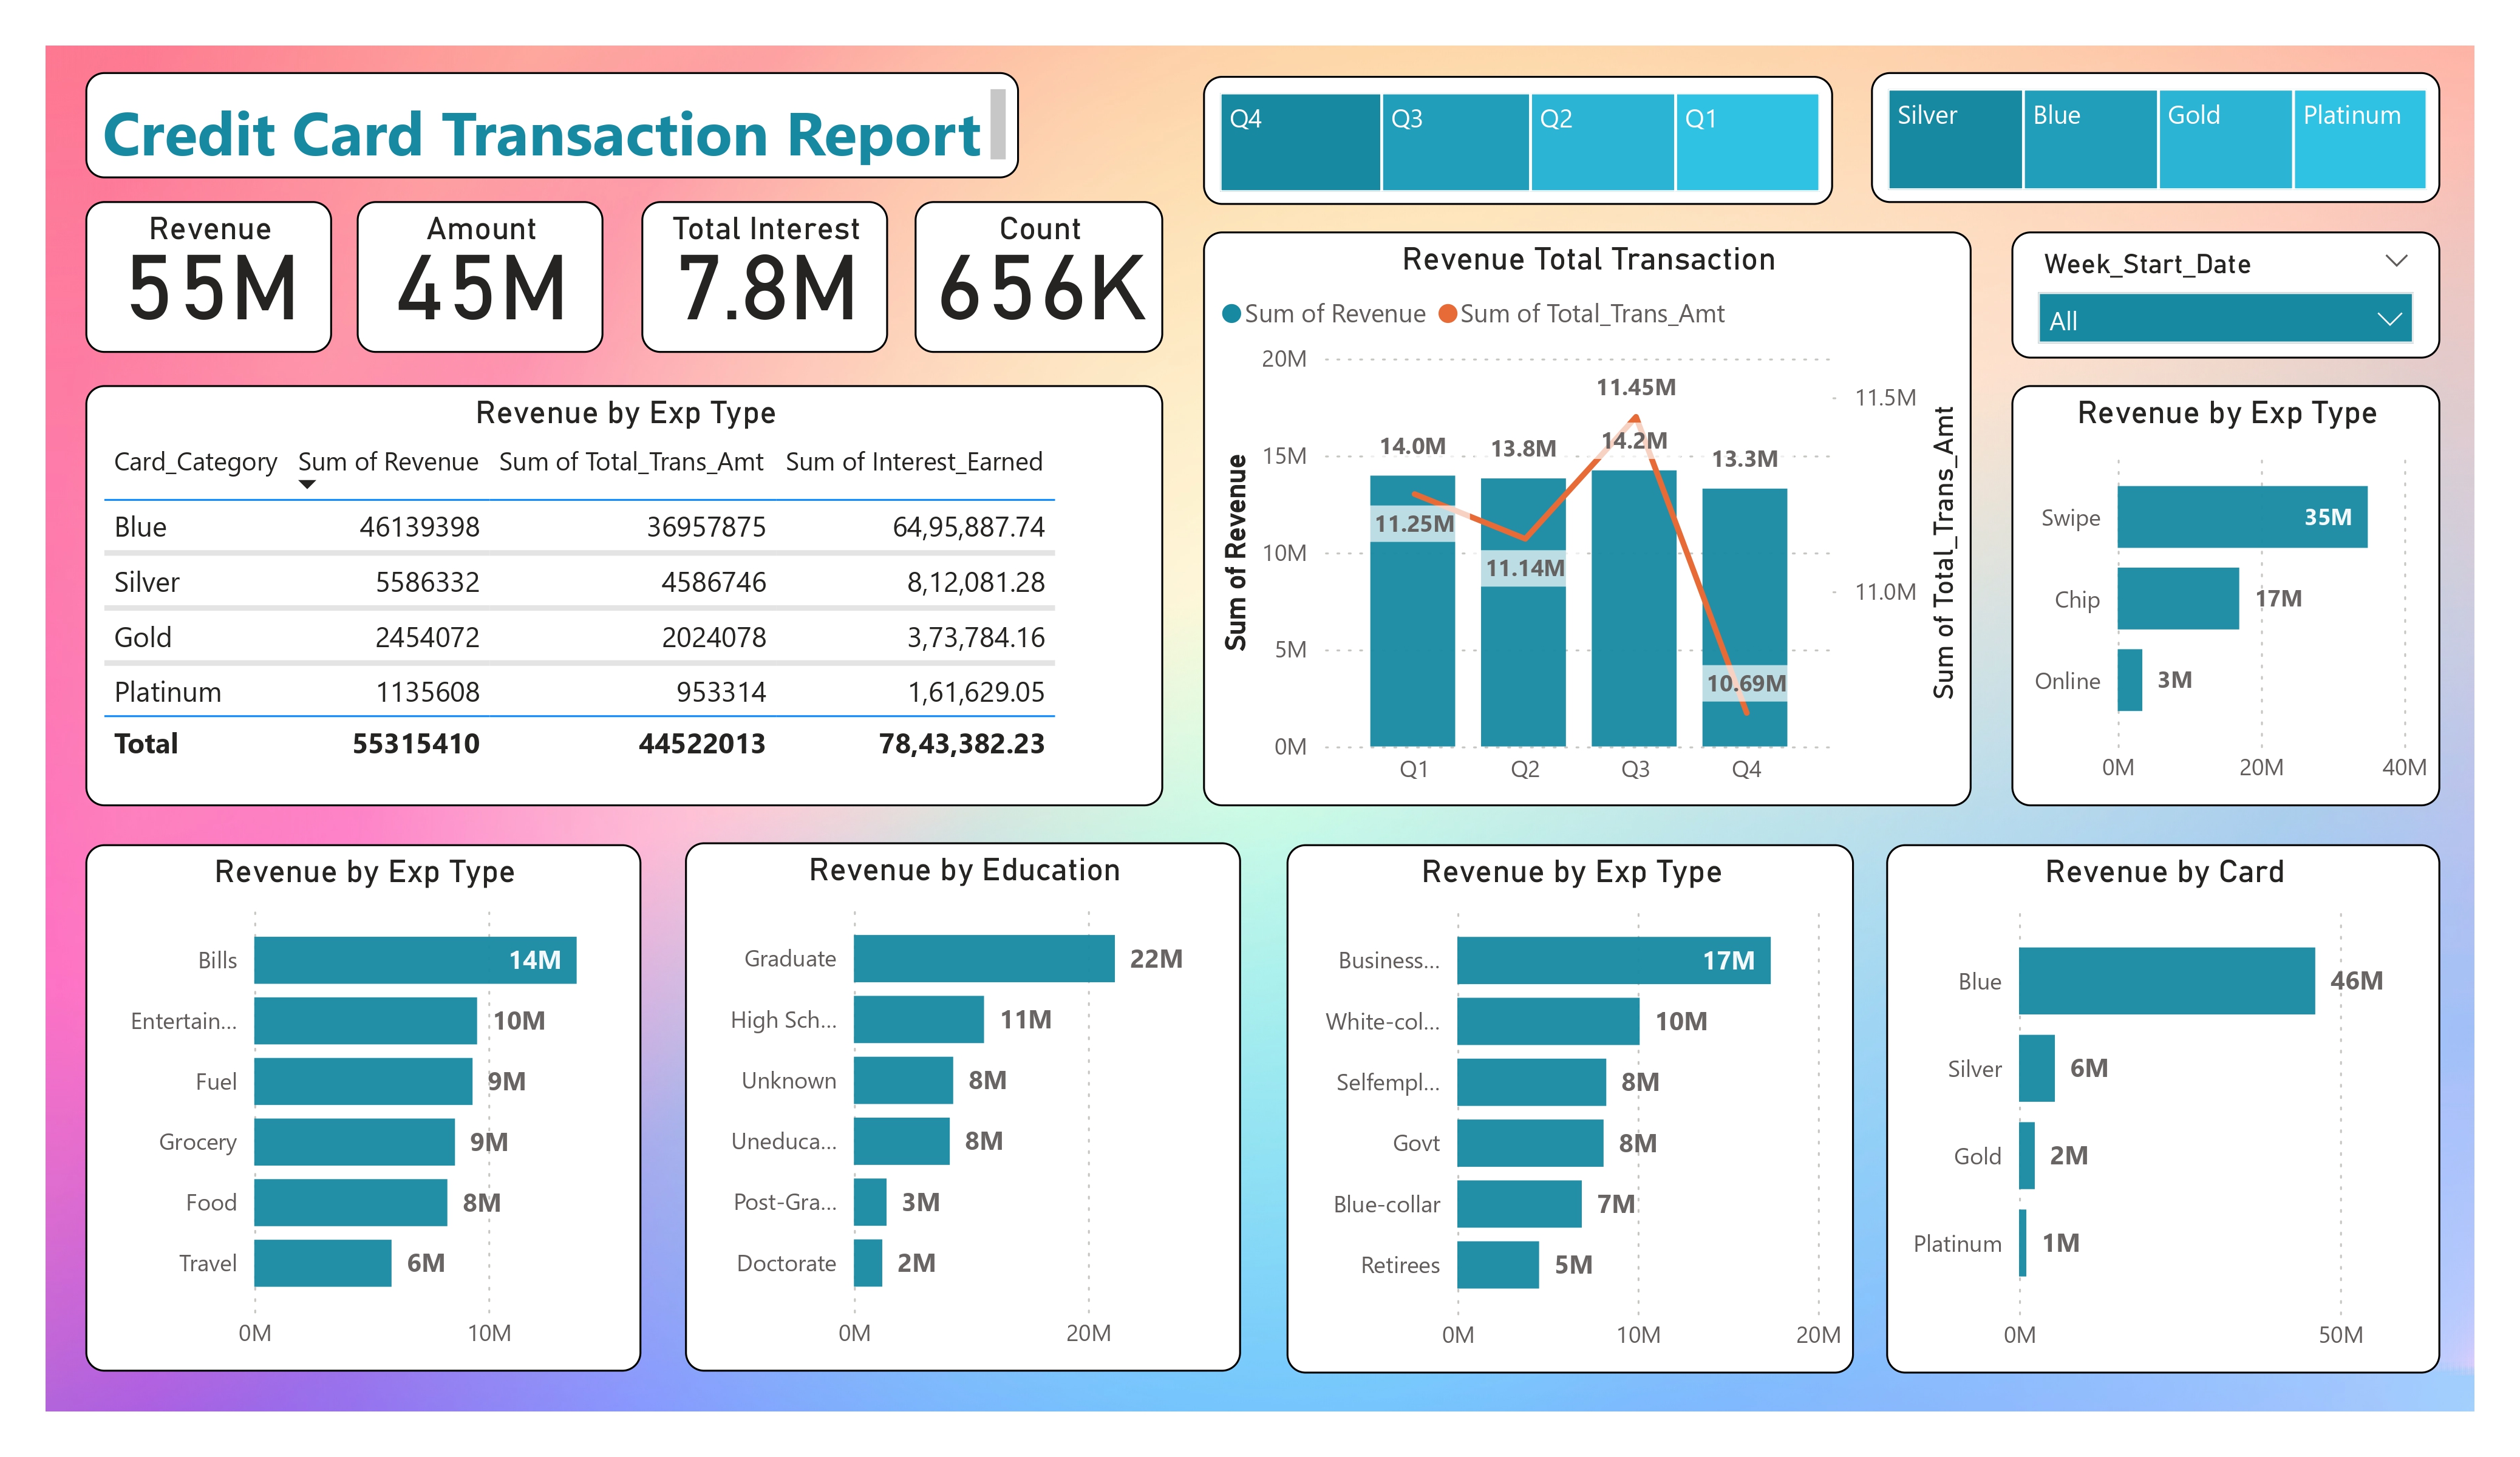 Credit Card Transaction Report
Q4 Q3 Q2 Q1
Silver Blue Gold Platinum
Revenue
55M
Amount
45M
Total Interest
7.8M
Count
656K
Week_Start_Date
All
Revenue by Exp Type
Card_Category Sum of Revenue Sum of Total_Trans_Amt Sum of Interest_Earned
Blue 46139398 36957875 64,95,887.74
Silver 5586332 4586746 8,12,081.28
Gold 2454072 2024078 3,73,784.16
Platinum 1135608 953314 1,61,629.05
Total 55315410 44522013 78,43,382.23
Revenue Total Transaction
Sum of Revenue Sum of Total_Trans_Amt
Sum of Revenue
20M
15M
10M
5M
0M
14.0M 13.8M 14.2M 13.3M
11.25M 11.14M 11.45M 10.69M
Q1 Q2 Q3 Q4
11.5M
11.0M
Sum of Total_Trans_Amt
Revenue by Exp Type
Swipe 35M
Chip 17M
Online 3M
0M 20M 40M
Revenue by Exp Type
Bills 14M
Entertain... 10M
Fuel 9M
Grocery 9M
Food 8M
Travel 6M
0M 10M
Revenue by Education
Graduate 22M
High Sch... 11M
Unknown 8M
Uneduca... 8M
Post-Gra... 3M
Doctorate 2M
0M 20M
Revenue by Exp Type
Business... 17M
White-col... 10M
Selfempl... 8M
Govt 8M
Blue-collar 7M
Retirees 5M
0M 10M 20M
Revenue by Card
Blue 46M
Silver 6M
Gold 2M
Platinum 1M
0M 50M